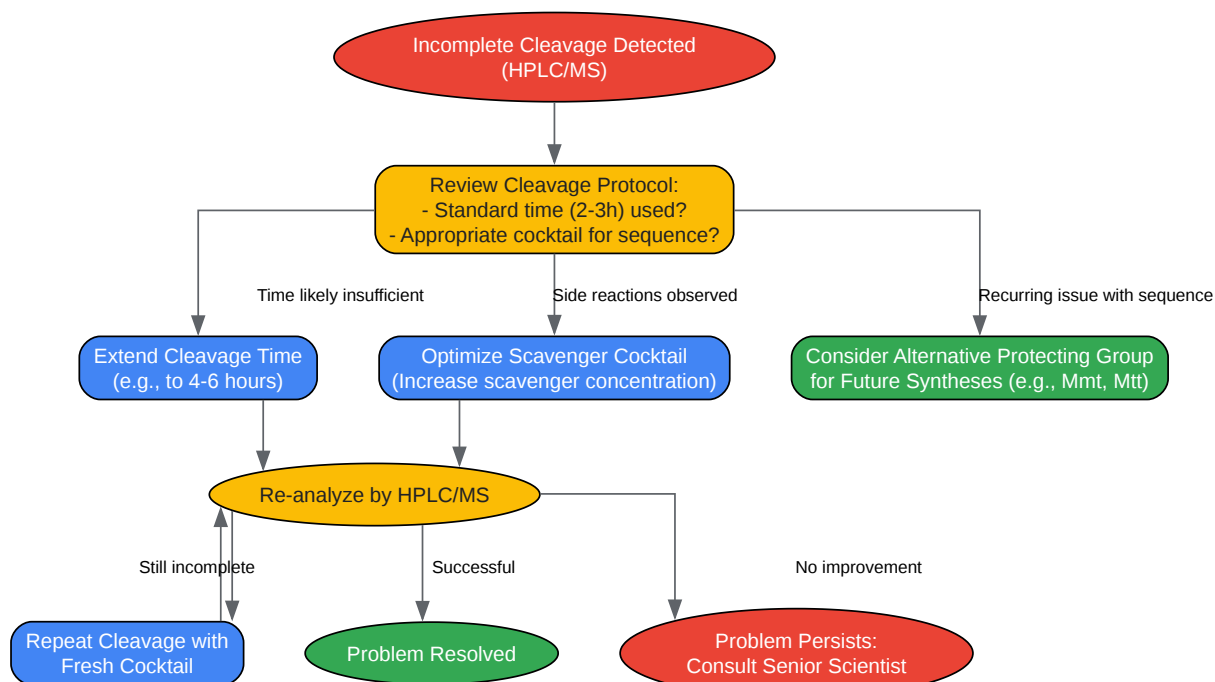 Incomplete Cleavage Detected
(HPLC/MS)
Review Cleavage Protocol:
- Standard time (2-3h) used?
- Appropriate cocktail for sequence?
Time likely insufficient
Side reactions observed
Recurring issue with sequence
Extend Cleavage Time
(e.g., to 4-6 hours)
Optimize Scavenger Cocktail
(Increase scavenger concentration)
Consider Alternative Protecting Group
for Future Syntheses (e.g., Mmt, Mtt)
Re-analyze by HPLC/MS
Still incomplete
Successful
No improvement
Repeat Cleavage with
Fresh Cocktail
Problem Resolved
Problem Persists:
Consult Senior Scientist